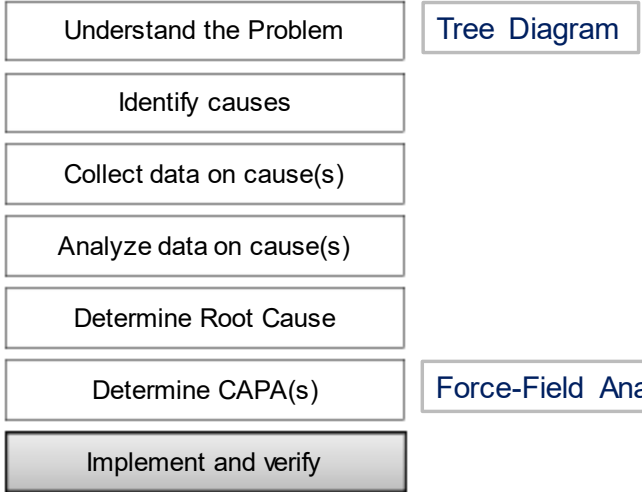 Understand the Problem
Tree Diagram
Identify causes
Collect data on cause(s)
Analyze data on cause(s)
Determine Root Cause
Determine CAPA(s)
Force-Field
Implement and verify